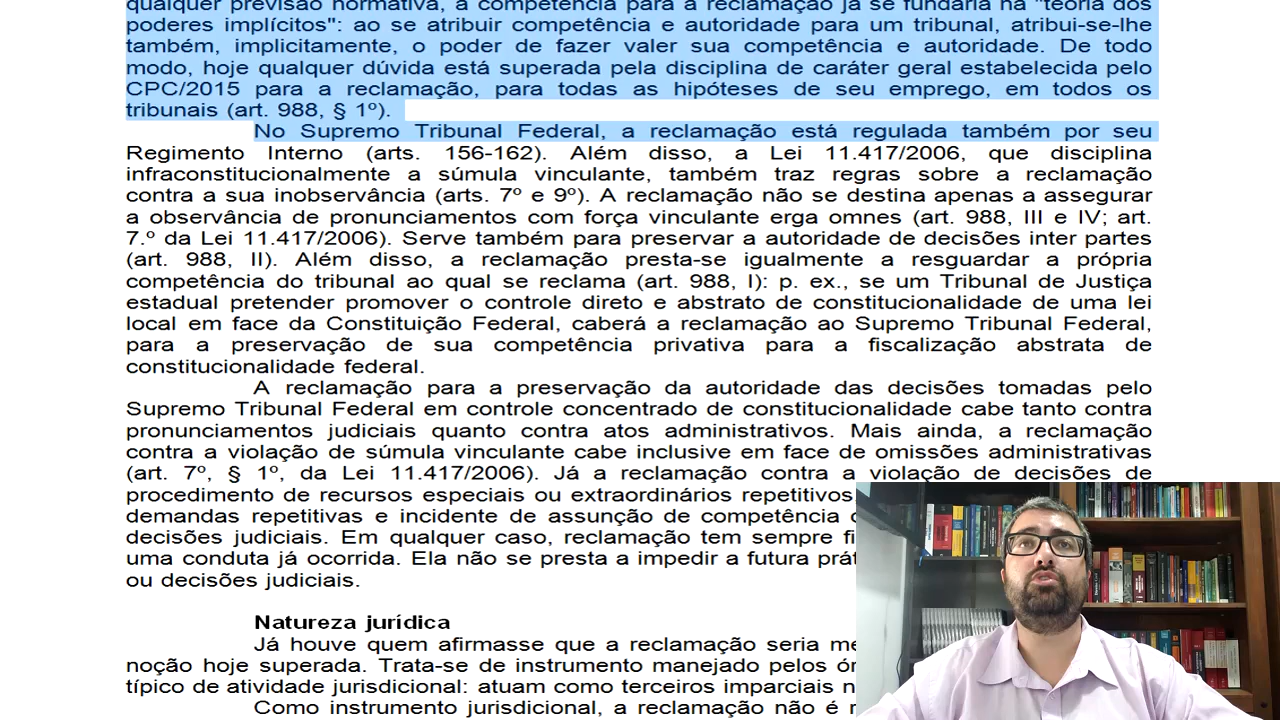 qualquer previsão normativa, a competência para a reclamação já se fundaria na "teoria dos
poderes implícitos": ao se atribuir competência e autoridade para um tribunal, atribui-se-lhe
também, implicitamente, o poder de fazer valer sua competência e autoridade. De todo
modo, hoje qualquer dúvida está superada pela disciplina de caráter geral estabelecida pelo
CPC/2015 para a reclamação, para todas as hipóteses de seu emprego, em todos os
tribunais (art. 988, § 1º).
No Supremo Tribunal Federal, a reclamação está regulada também por seu
Regimento Interno (arts. 156-162). Além disso, a Lei 11.417/2006, que disciplina
infraconstitucionalmente a súmula vinculante, também traz regras sobre a reclamação
contra a sua inobservância (arts. 7º e 9º). A reclamação não se destina apenas a assegurar
a observância de pronunciamentos com força vinculante erga omnes (art. 988, III e IV; art.
7.º da Lei 11.417/2006). Serve também para preservar a autoridade de decisões inter partes
(art. 988, II). Além disso, a reclamação presta-se igualmente a resguardar a própria
competência do tribunal ao qual se reclama (art. 988, I): p. ex., se um Tribunal de Justiça
estadual pretender promover o controle direto e abstrato de constitucionalidade de uma lei
local em face da Constituição Federal, caberá a reclamação ao Supremo Tribunal Federal,
para a preservação de sua competência privativa para a fiscalização abstrata de
constitucionalidade federal.
A reclamação para a preservação da autoridade das decisões tomadas pelo
Supremo Tribunal Federal em controle concentrado de constitucionalidade cabe tanto contra
pronunciamentos judiciais quanto contra atos administrativos. Mais ainda, a reclamação
contra a violação de súmula vinculante cabe inclusive em face de omissões administrativas
(art. 7º, § 1º, da Lei 11.417/2006). Já a reclamação contra a violação de decisões de
procedimento de recursos especiais ou extraordinários repetitivos
demandas repetitivas e incidente de assunção de competência
decisões judiciais. Em qualquer caso, reclamação tem sempre
uma conduta já ocorrida. Ela não se presta a impedir a futura
ou decisões judiciais.
Natureza jurídica
Já houve quem afirmasse que a reclamação seria
noção hoje superada. Trata-se de instrumento manejado pelos
típico de atividade jurisdicional: atuam como terceiros imparciais
Como instrumento jurisdicional, a reclamação não é